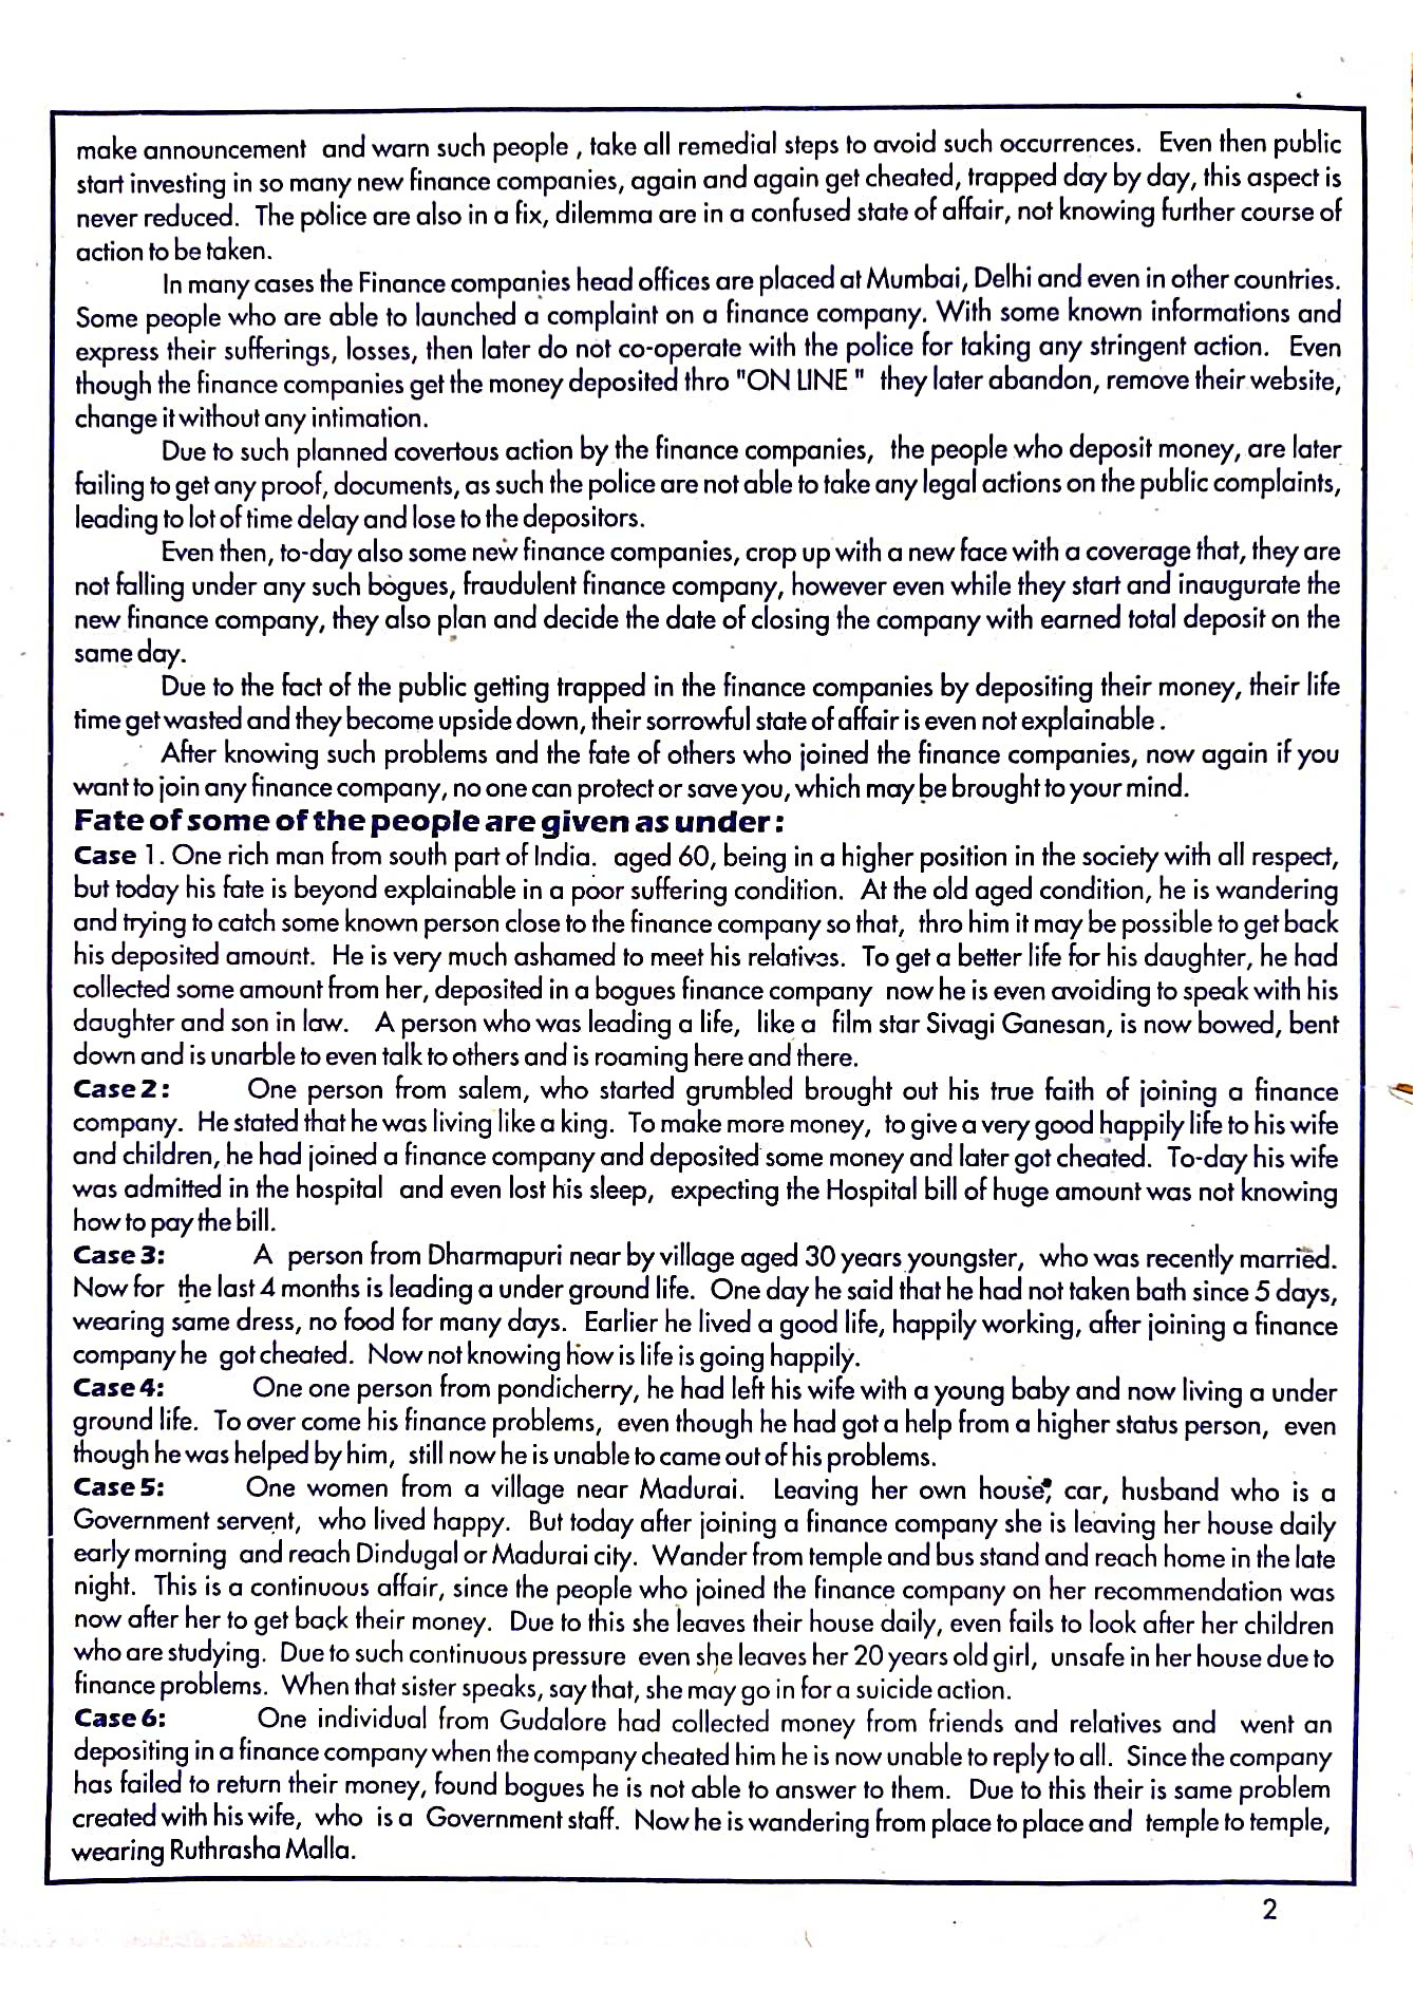 make announcement and warn such people , take all remedial steps to avoid such occurrences. Even then public
start investing in so many new finance companies, again and again get cheated, trapped day by day, this aspect is
never reduced. The police are also in a fix, dilemma are in a confused state of affair, not knowing further course of
action to be taken.
In many cases the Finance companies head offices are placed at Mumbai, Delhi and even in other countries.
Some people who are able to launched a complaint on a finance company. With some known informations and
express their sufferings, losses, then later do not co-operate with the police for taking any stringent action. Even
though the finance companies get the money deposited thro "ON LINE " they later abandon, remove their website,
change it without any intimation.
Due to such planned covertous action by the finance companies, the people who deposit money, are later
failing to get any proof, documents, as such the police are not able to take any legal actions on the public complaints,
leading to lot of time delay and lose to the depositors.
Even then, to-day also some new finance companies, crop up with a new face with a coverage that, they are
not falling under any such bogues, fraudulent finance company, however even while they start and inaugurate the
new finance company, they also plan and decide the date of closing the company with earned total deposit on the
same day.
Due to the fact of the public getting trapped in the finance companies by depositing their money, their life
time get wasted and they become upside down, their sorrowful state of affair is even not explainable .
After knowing such problems and the fate of others who joined the finance companies, now again if you
want to join any finance company, no one can protect or save you, which may be brought to your mind.
Fate of some of the people are given as under:
Case 1. One rich man from south part of India. aged 60, being in a higher position in the society with all respect,
but today his fate is beyond explainable in a poor suffering condition. At the old aged condition, he is wandering
and trying to catch some known person close to the finance company so that, thro him it may be possible to get back
his deposited amount. He is very much ashamed to meet his relatives. To get a better life for his daughter, he had
collected some amount from her, deposited in a bogues finance company now he is even avoiding to speak with his
daughter and son in law. A person who was leading a life, like a film star Sivagi Ganesan, is now bowed, bent
down and is unarble to even talk to others and is roaming here and there.
Case 2: One person from salem, who started grumbled brought out his true faith of joining a finance
company. He stated that he was living like a king. To make more money, to give a very good happily life to his wife
and children, he had joined a finance company and deposited some money and later got cheated. To-day his wife
was admitted in the hospital and even lost his sleep, expecting the Hospital bill of huge amount was not knowing
how to pay the bill.
Case 3: A person from Dharmapuri near by village aged 30 years youngster, who was recently married.
Now for the last 4 months is leading a under ground life. One day he said that he had not taken bath since 5 days,
wearing same dress, no food for many days. Earlier he lived a good life, happily working, after joining a finance
company he got cheated. Now not knowing how is life is going happily.
Case 4: One one person from pondicherry, he had left his wife with a young baby and now living a under
ground life. To over come his finance problems, even though he had got a help from a higher status person, even
though he was helped by him, still now he is unable to came out of his problems.
Case 5: One women from a village near Madurai. Leaving her own house, car, husband who is a
Government servent, who lived happy. But today after joining a finance company she is leaving her house daily
early morning and reach Dindugal or Madurai city. Wander from temple and bus stand and reach home in the late
night. This is a continuous affair, since the people who joined the finance company on her recommendation was
now after her to get back their money. Due to this she leaves their house daily, even fails to look after her children
who are studying. Due to such continuous pressure even she leaves her 20 years old girl, unsafe in her house due to
finance problems. When that sister speaks, say that, she may go in for a suicide action.
Case 6: One individual from Gudalore had collected money from friends and relatives and went an
depositing in a finance company when the company cheated him he is now unable to reply to all. Since the company
has failed to return their money, found bogues he is not able to answer to them. Due to this their is same problem
created with his wife, who is a Government staff. Now he is wandering from place to place and temple to temple,
wearing Ruthrasha Malla.
2